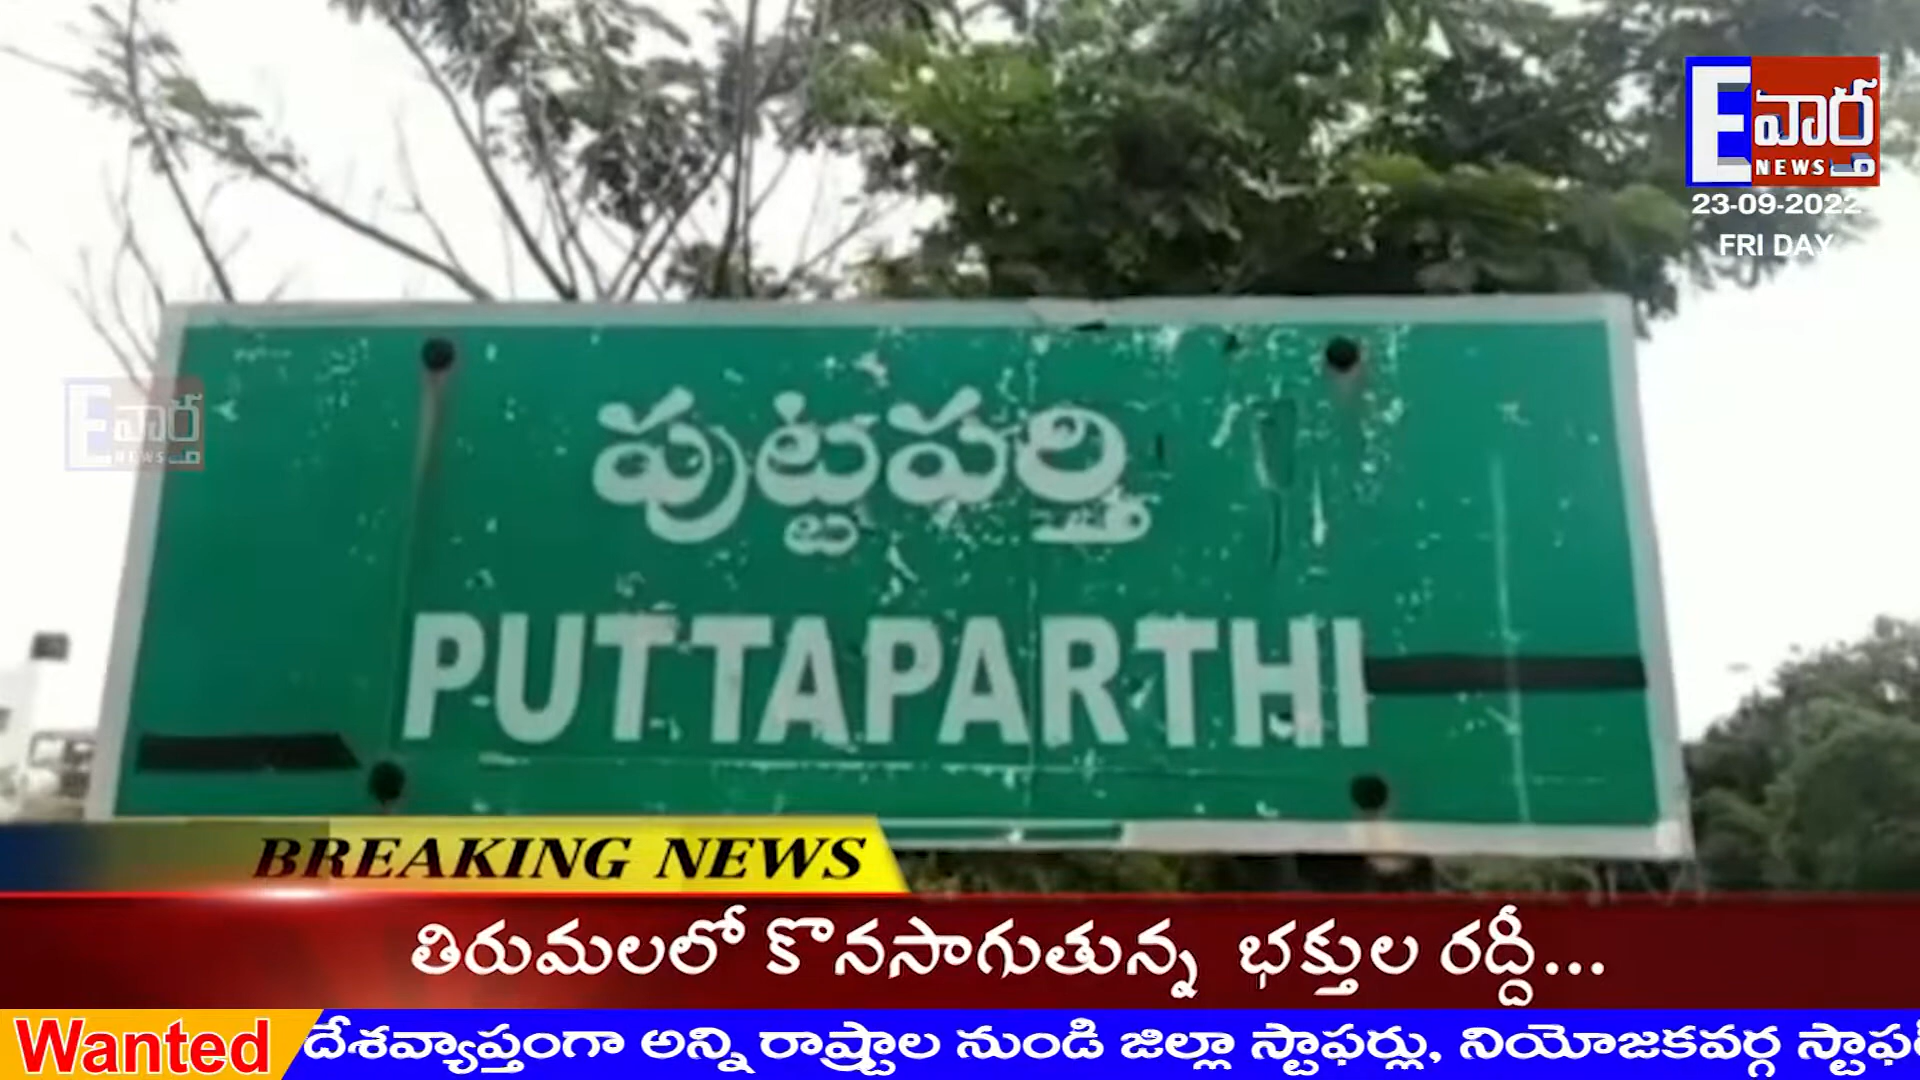 E వార్త
NEWS
23-09-2022
FRI DAY
E వార్త
NEWS
పుట్టపర్తి
PUTTAPARTHI
BREAKING NEWS
తిరుమలలో కొనసాగుతున్న భక్తుల రద్దీ...
Wanted దేశవ్యాప్తంగా అన్ని రాష్ట్రాల నుండి జిల్లా స్టాఫర్లు, నియోజకవర్గ